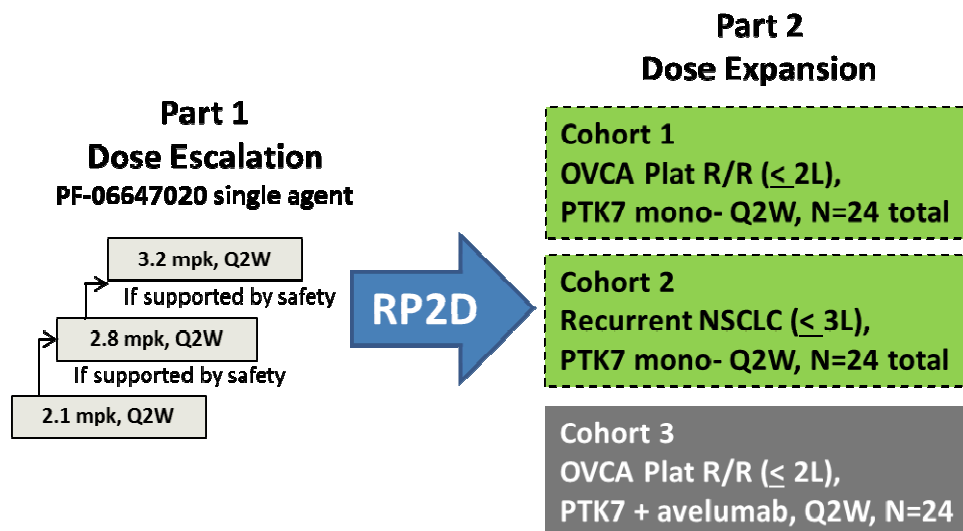 Part 1
Dose Escalation
PF-06647020 single agent
3.2 mpk, Q2W
If supported by safety
2.8 mpk, Q2W
If supported by safety
2.1 mpk, Q2W
RP2D
Part 2
Dose Expansion
Cohort 1
OVCA Plat R/R (< 2L),
PTK7 mono- Q2W, N=24 total
Cohort 2
Recurrent NSCLC (< 3L),
PTK7 mono- Q2W, N=24 total
Cohort 3
OVCA Plat R/R (< 2L),
PTK7 + avelumab, Q2W, N=24